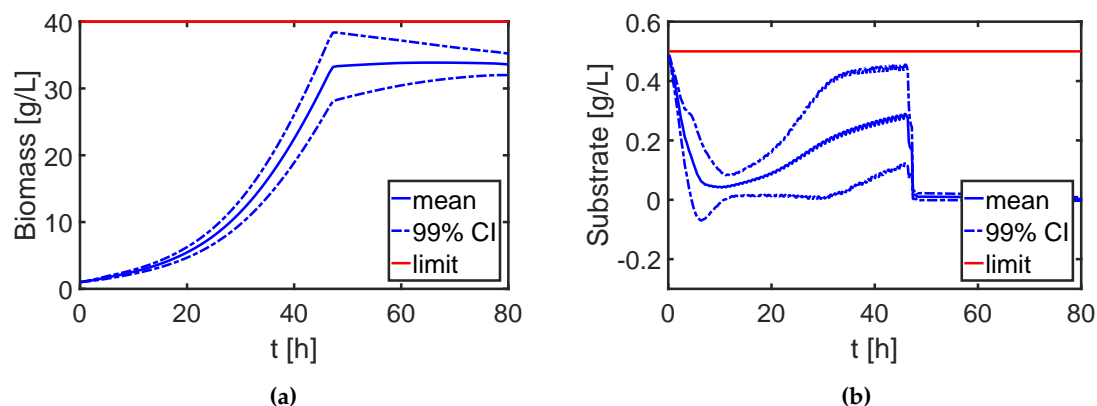 40
30
20
10
0
Biomass [g/L]
mean
99% CI
limit
0
20
40
60
80
t [h]
(a)
0.6
0.4
0.2
0
-0.2
Substrate [g/L]
mean
99% CI
limit
0
20
40
60
80
t [h]
(b)